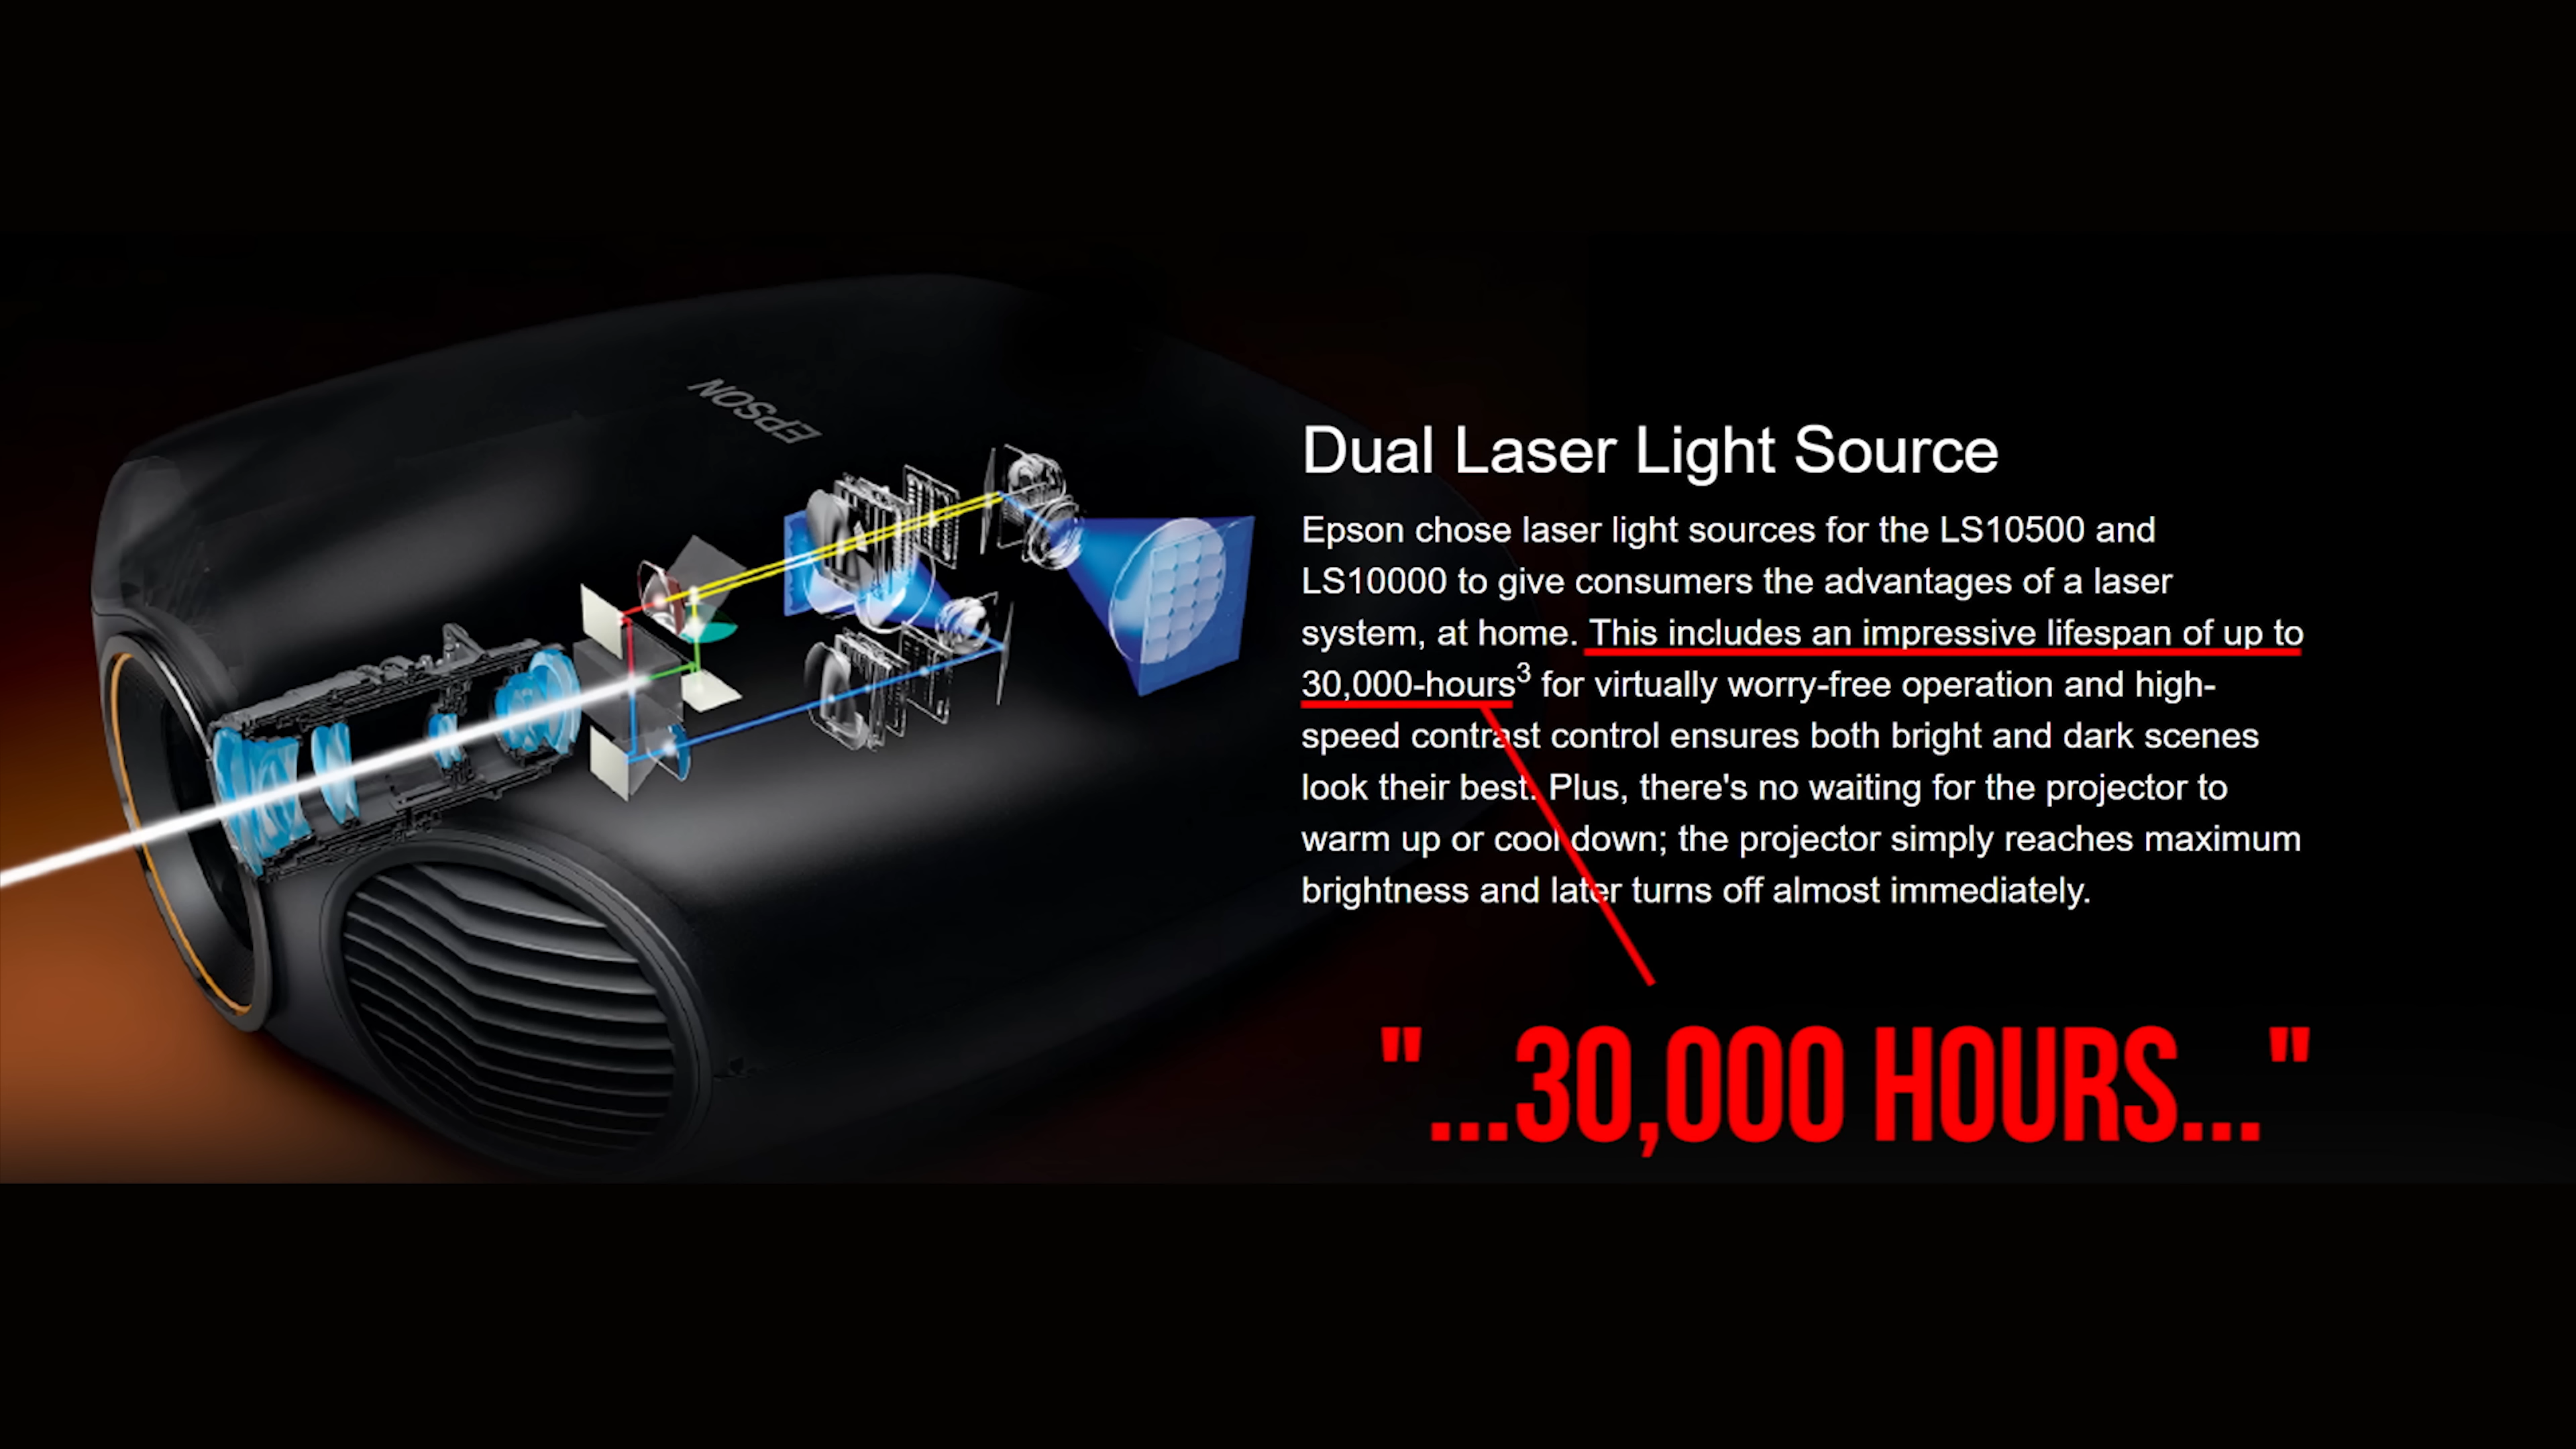 EPSON
Dual Laser Light Source
Epson chose laser light sources for the LS10500 and
LS10000 to give consumers the advantages of a laser
system, at home. This includes an impressive lifespan of up to
30,000-hours³ for virtually worry-free operation and high-
speed contrast control ensures both bright and dark scenes
look their best. Plus, there's no waiting for the projector to
warm up or cool down; the projector simply reaches maximum
brightness and later turns off almost immediately.
"...30,000 HOURS..."